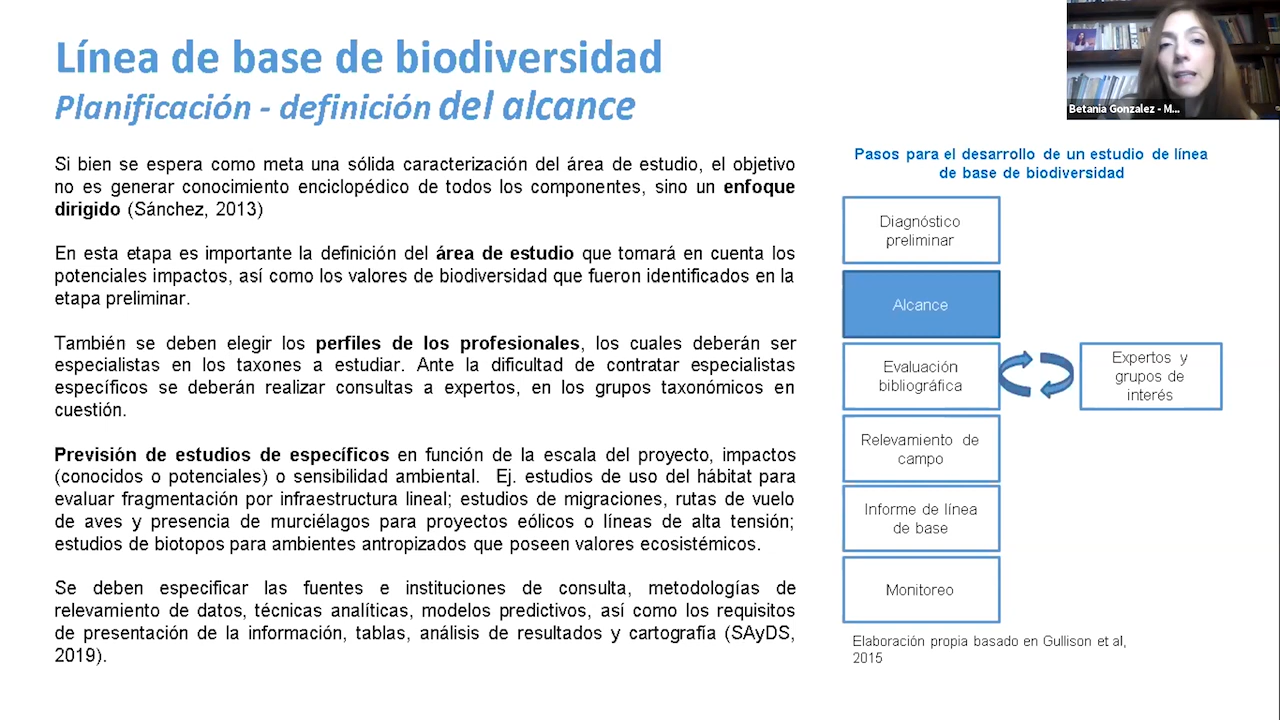 Línea de base de biodiversidad
Planificación - definición del alcance
Si bien se espera como meta una sólida caracterización del área de estudio, el objetivo
no es generar conocimiento enciclopédico de todos los componentes, sino un enfoque
dirigido (Sánchez, 2013)
En esta etapa es importante la definición del área de estudio que tomará en cuenta los
potenciales impactos, así como los valores de biodiversidad que fueron identificados en la
etapa preliminar.
También se deben elegir los perfiles de los profesionales, los cuales deberán ser
especialistas en los taxones a estudiar. Ante la dificultad de contratar especialistas
específicos se deberán realizar consultas a expertos, en los grupos taxonómicos en
cuestión.
Previsión de estudios de específicos en función de la escala del proyecto, impactos
(conocidos o potenciales) o sensibilidad ambiental. Ej. estudios de uso del hábitat para
evaluar fragmentación por infraestructura lineal; estudios de migraciones, rutas de vuelo
de aves y presencia de murciélagos para proyectos eólicos o líneas de alta tensión;
estudios de biotopos para ambientes antropizados que poseen valores ecosistémicos.
Se deben especificar las fuentes e instituciones de consulta, metodologías de
relevamiento de datos, técnicas analíticas, modelos predictivos, así como los requisitos
de presentación de la información, tablas, análisis de resultados y cartografía (SAyDS,
2019).
Betania Gonzalez - M...
Pasos para el desarrollo de un estudio de línea
de base de biodiversidad
Diagnóstico
preliminar
Alcance
Evaluación
bibliográfica
Expertos y
grupos de
interés
Relevamiento de
campo
Informe de línea
de base
Monitoreo
Elaboración propia basado en Gullison et al,
2015